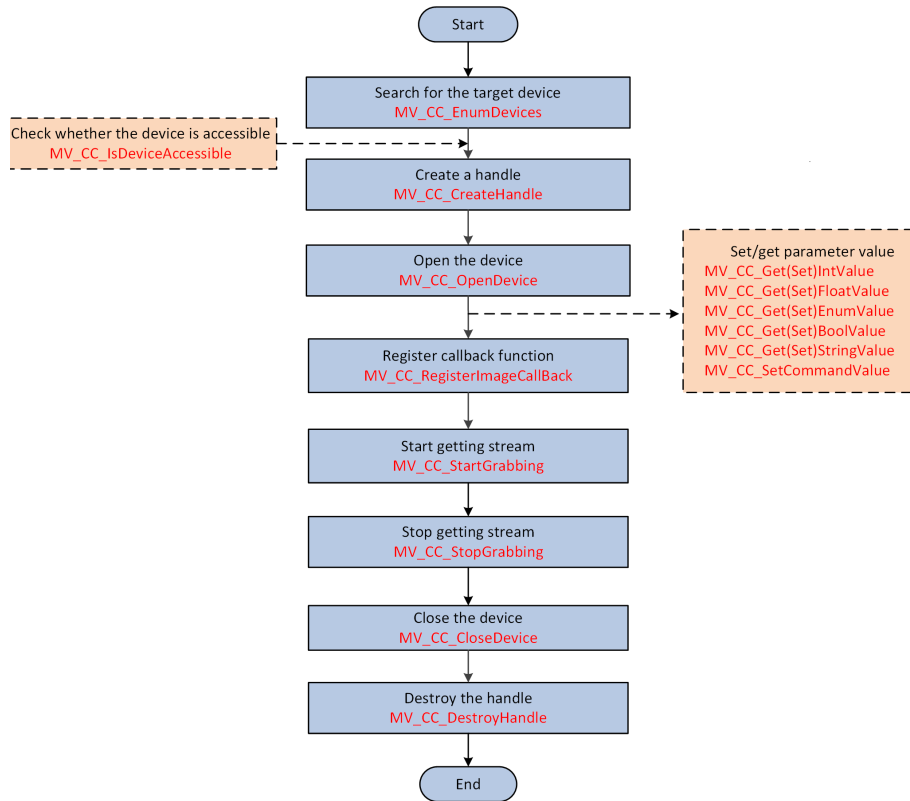 Start
Search for the target device
MV_CC_EnumDevices
Check whether the device is accessible
MV_CC_IsDeviceAccessible
Create a handle
MV_CC_CreateHandle
Open the device
MV_CC_OpenDevice
Set/get parameter value
MV_CC_Get(Set)IntValue
MV_CC_Get(Set)FloatValue
MV_CC_Get(Set)EnumValue
MV_CC_Get(Set)BoolValue
MV_CC_Get(Set)StringValue
MV_CC_SetCommandValue
Register callback function
MV_CC_RegisterImageCallBack
Start getting stream
MV_CC_StartGrabbing
Stop getting stream
MV_CC_StopGrabbing
Close the device
MV_CC_CloseDevice
Destroy the handle
MV_CC_DestroyHandle
End